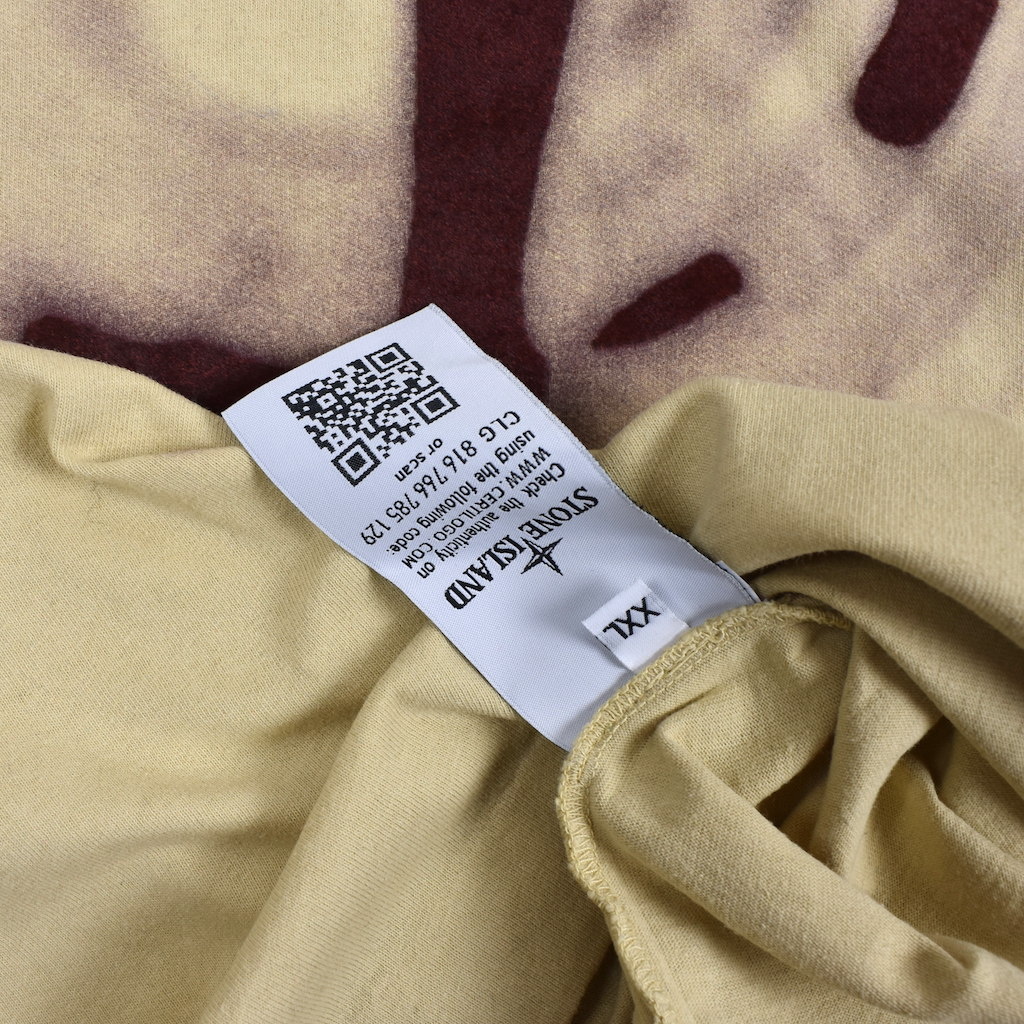 XXL
STONE ISLAND
Check the authenticity on
WWW.CERTILOGO.COM
using the following code:
CLG 816 766 785 129
or scan